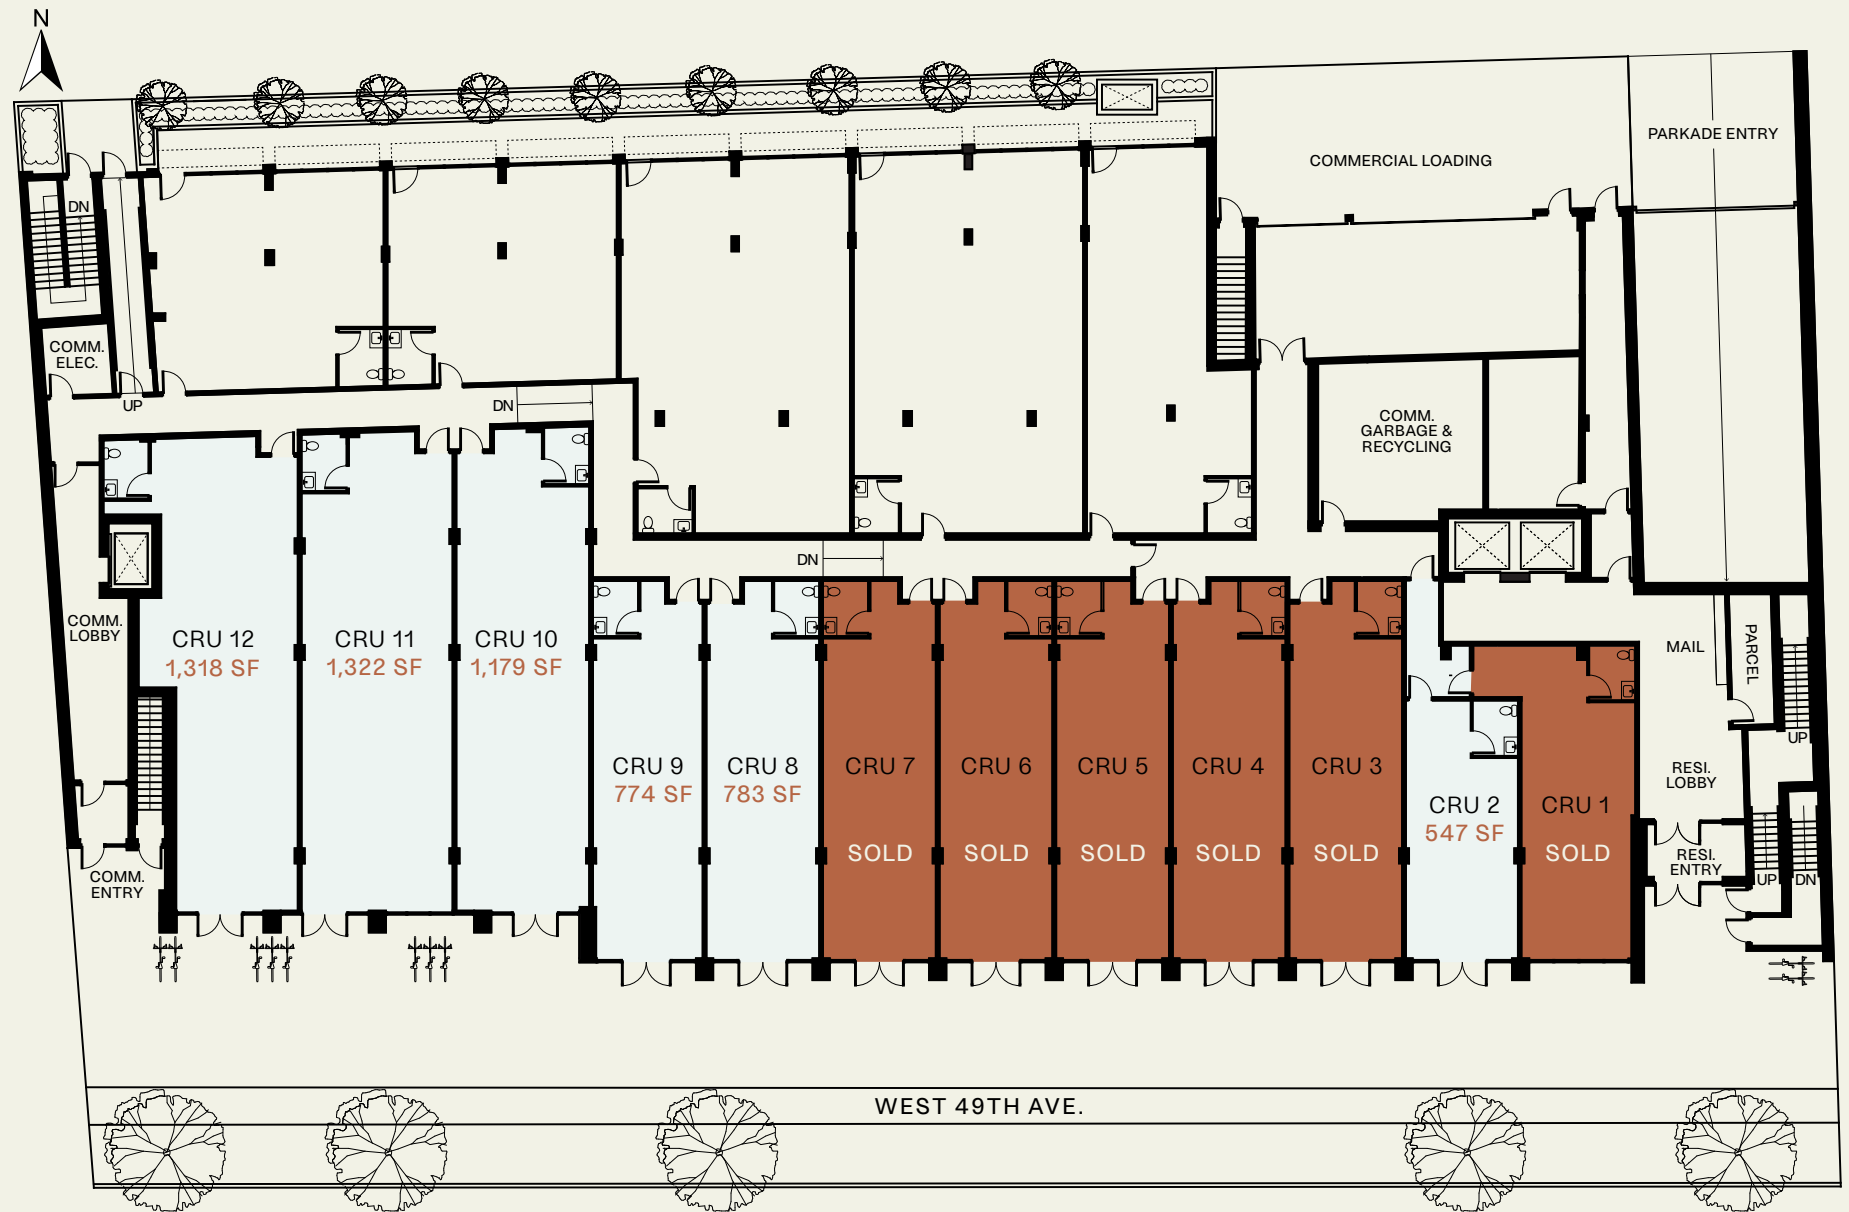 N
PARKADE ENTRY
COMMERCIAL LOADING
DN
COMM.
ELEC.
UP
DN
COMM.
GARBAGE &
RECYCLING
DN
COMM.
LOBBY
CRU 12
1,318 SF
CRU 11
1,322 SF
CRU 10
1,179 SF
MAIL
PARCEL
UP
CRU 9
774 SF
CRU 8
783 SF
CRU 7
SOLD
CRU 6
SOLD
CRU 5
SOLD
CRU 4
SOLD
CRU 3
SOLD
CRU 2
547 SF
CRU 1
SOLD
RESI.
LOBBY
RESI.
ENTRY
UP
DN
COMM.
ENTRY
WEST 49TH AVE.